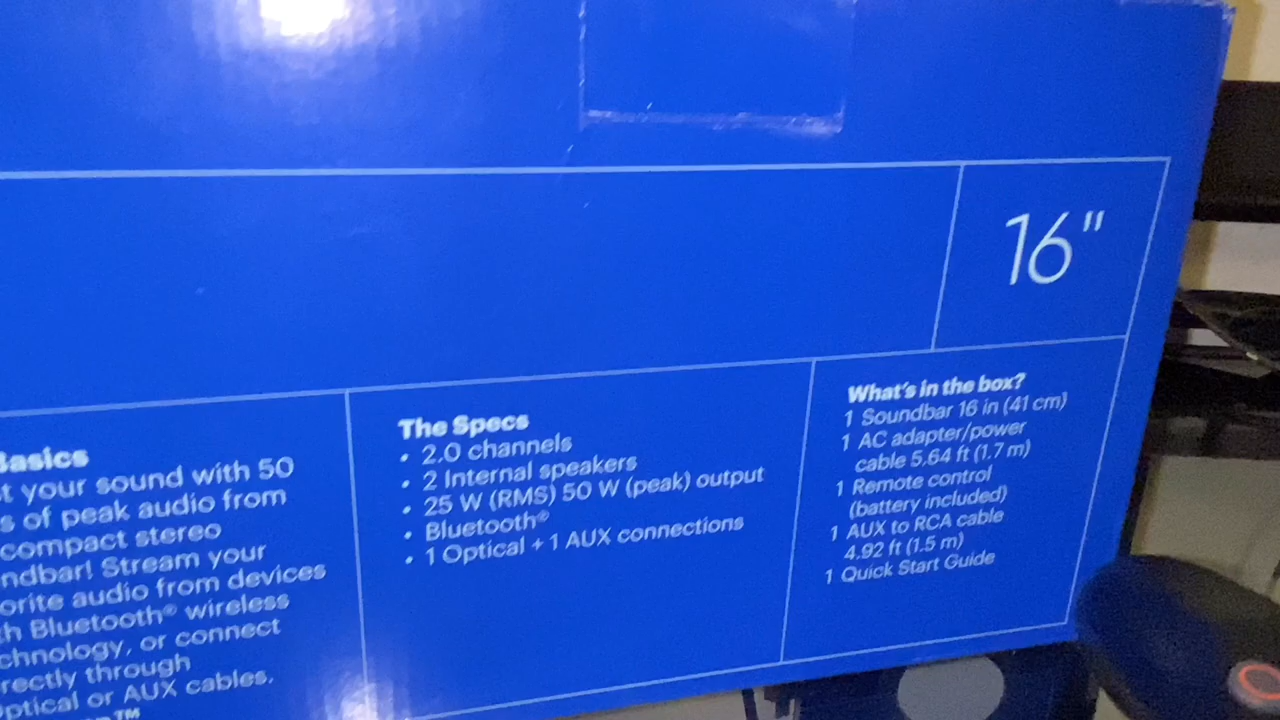 16"
Basics
t your sound with 50
s of peak audio from
compact stereo
ndbar! Stream your
orite audio from devices
h Bluetooth® wireless
chnology, or connect
rectly through
Optical or AUX cables.
The Specs
• 2.0 channels
• 2 Internal speakers
• 25 W (RMS) 50 W (peak) output
• Bluetooth®
• 1 Optical + 1 AUX connections
What's in the box?
1 Soundbar 16 in (41 cm)
1 AC adapter/power
cable 5.64 ft (1.7 m)
1 Remote control
(battery included)
1 AUX to RCA cable
4.92 ft (1.5 m)
1 Quick Start Guide